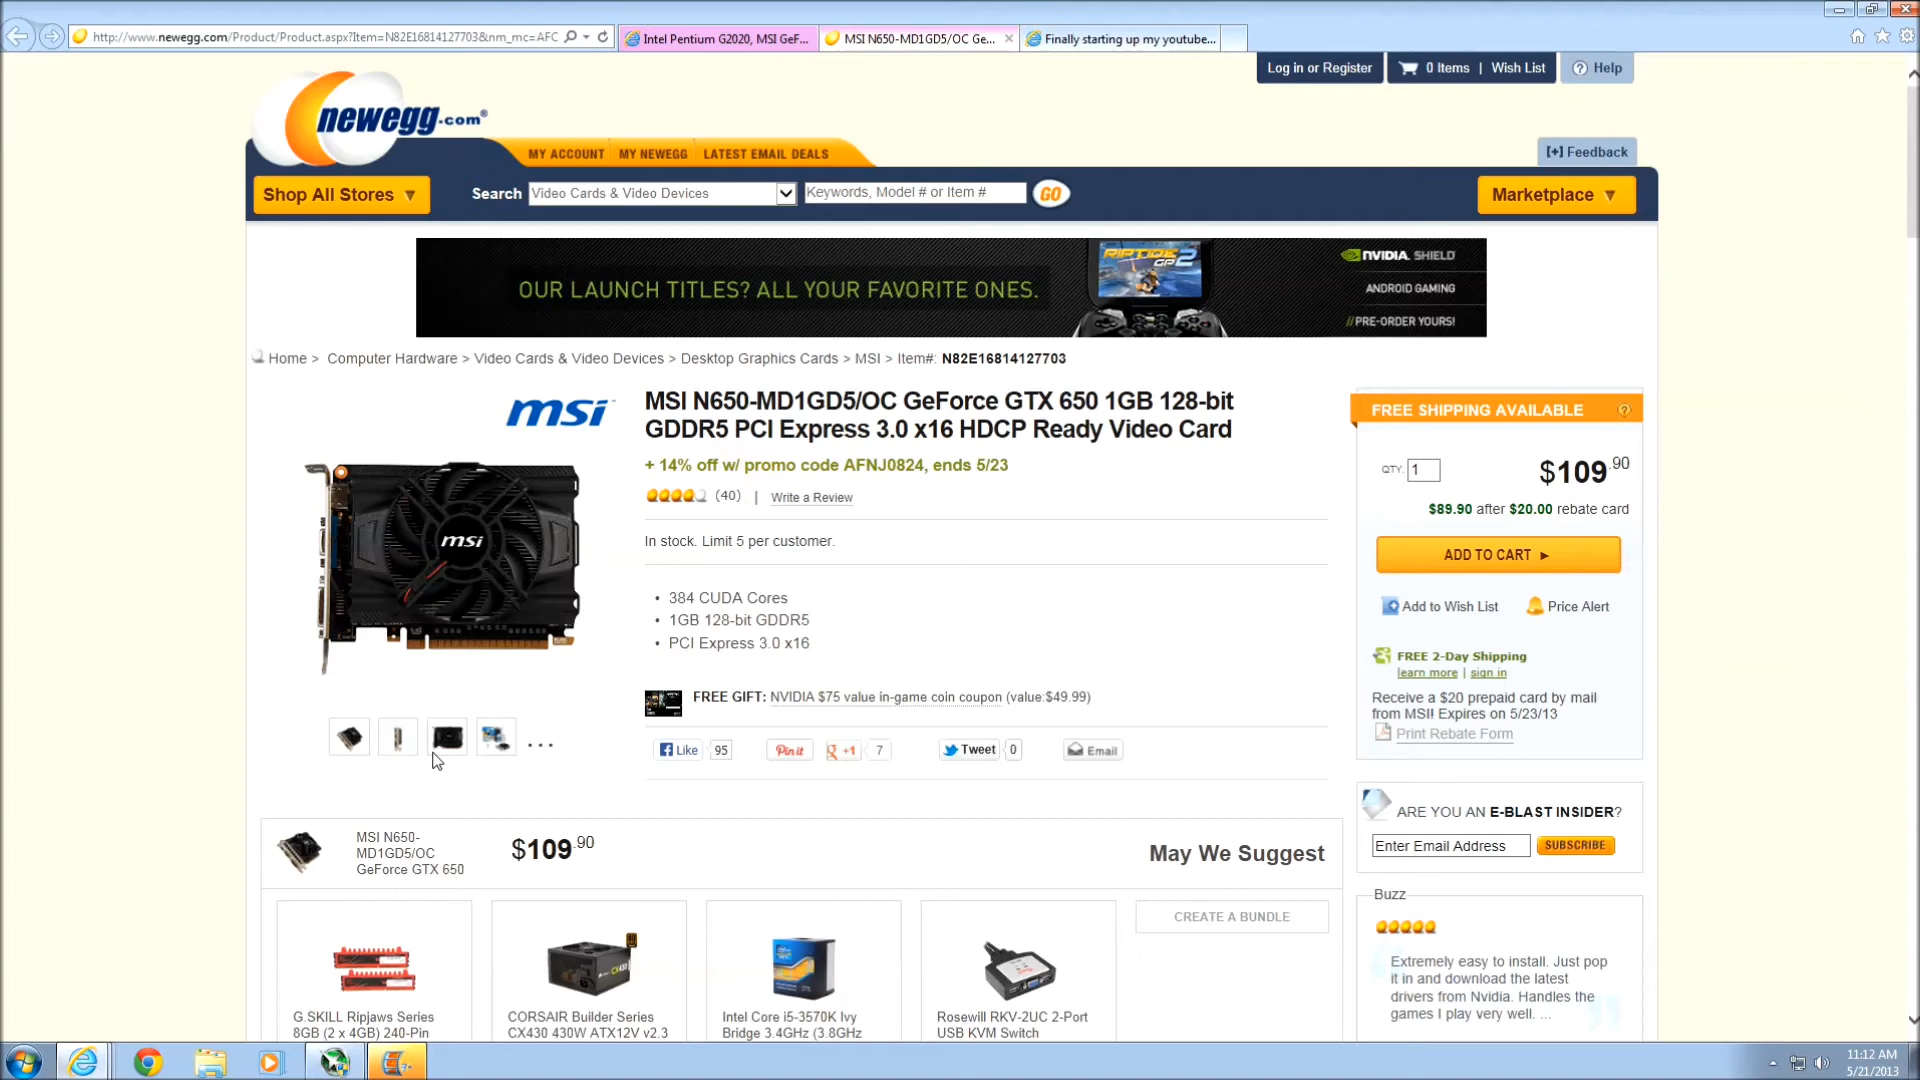 http://www.newegg.com/Product/Product.aspx?Item=N82E16814127703&nm_mc=AFC
Intel Pentium G2020, MSI GeF...
MSI N650-MD1GD5/OC Ge...
Finally starting up my youtube...
Log in or Register
0 Items | Wish List
Help
newegg.com®
MY ACCOUNT
MY NEWEGG
LATEST EMAIL DEALS
[+] Feedback
Shop All Stores
Search
Video Cards & Video Devices
Keywords, Model # or Item #
GO
Marketplace
OUR LAUNCH TITLES? ALL YOUR FAVORITE ONES.
RIPTIDE GP2
NVIDIA. SHIELD
ANDROID GAMING
//PRE-ORDER YOURS!
Home > Computer Hardware > Video Cards & Video Devices > Desktop Graphics Cards > MSI > Item#: N82E16814127703
msi
MSI N650-MD1GD5/OC GeForce GTX 650 1GB 128-bit
GDDR5 PCI Express 3.0 x16 HDCP Ready Video Card
+ 14% off w/ promo code AFNJ0824, ends 5/23
(40) | Write a Review
In stock. Limit 5 per customer.
• 384 CUDA Cores
• 1GB 128-bit GDDR5
• PCI Express 3.0 x16
msi
FREE GIFT: NVIDIA $75 value in-game coin coupon (value:$49.99)
Like 95
Pin it
+1 7
Tweet 0
Email
FREE SHIPPING AVAILABLE ?
QTY. 1
$109.90
$89.90 after $20.00 rebate card
ADD TO CART
Add to Wish List
Price Alert
FREE 2-Day Shipping
learn more | sign in
Receive a $20 prepaid card by mail
from MSI! Expires on 5/23/13
Print Rebate Form
ARE YOU AN E-BLAST INSIDER?
Enter Email Address
SUBSCRIBE
MSI N650-
MD1GD5/OC
GeForce GTX 650
$109.90
May We Suggest
CREATE A BUNDLE
G.SKILL Ripjaws Series
8GB (2 x 4GB) 240-Pin
CORSAIR Builder Series
CX430 430W ATX12V v2.3
Intel Core i5-3570K Ivy
Bridge 3.4GHz (3.8GHz
Rosewill RKV-2UC 2-Port
USB KVM Switch
Buzz
Extremely easy to install. Just pop
it in and download the latest
drivers from Nvidia. Handles the
games I play very well. ...
11:12 AM
5/21/2013